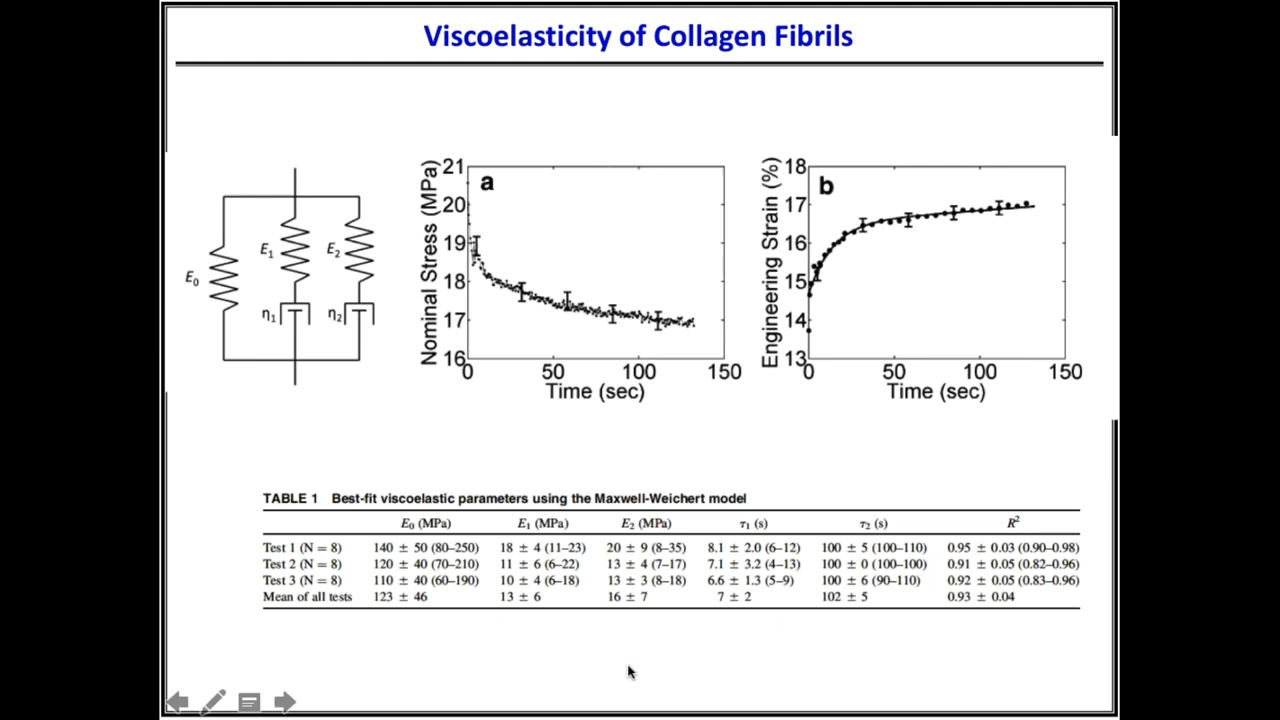 Viscoelasticity of Collagen Fibrils
E0
E1
E2
η1
η2
a
Nominal Stress (MPa)
21
20
19
18
17
16
0 50 100 150
Time (sec)
b
Engineering Strain (%)
18
17
16
15
14
13
0 50 100 150
Time (sec)
TABLE 1 Best-fit viscoelastic parameters using the Maxwell-Weichert model
E0 (MPa) E1 (MPa) E2 (MPa) τ1 (s) τ2 (s) R2
Test 1 (N = 8) 140 ± 50 (80–250) 18 ± 4 (11–23) 20 ± 9 (8–35) 8.1 ± 2.0 (6–12) 100 ± 5 (100–110) 0.95 ± 0.03 (0.90–0.98)
Test 2 (N = 8) 120 ± 40 (70–210) 11 ± 6 (6–22) 13 ± 4 (7–17) 7.1 ± 3.2 (4–13) 100 ± 0 (100–100) 0.91 ± 0.05 (0.82–0.96)
Test 3 (N = 8) 110 ± 40 (60–190) 10 ± 4 (6–18) 13 ± 3 (8–18) 6.6 ± 1.3 (5–9) 100 ± 6 (90–110) 0.92 ± 0.05 (0.83–0.96)
Mean of all tests 123 ± 46 13 ± 6 16 ± 7 7 ± 2 102 ± 5 0.93 ± 0.04